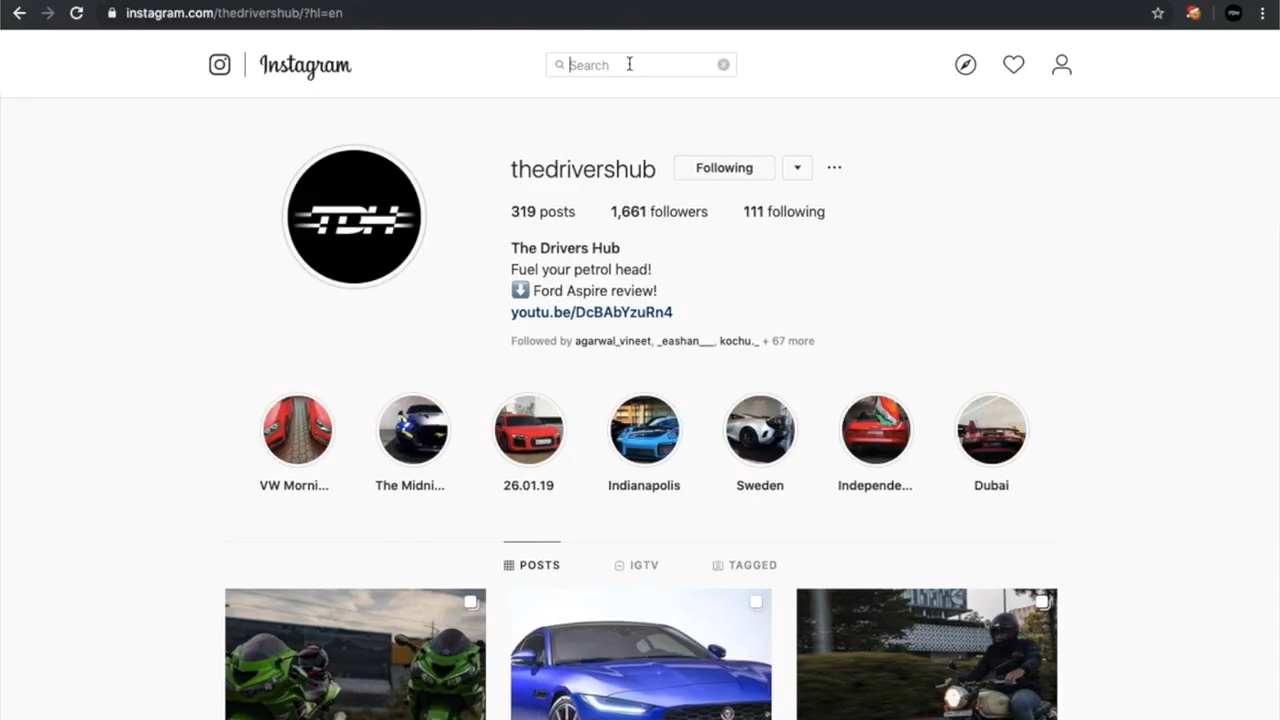 instagram.com/thedrivershub/?hl=en
Instagram
Search
thedrivershub
Following
319 posts 1,661 followers 111 following
The Drivers Hub
Fuel your petrol head!
⬇️ Ford Aspire review!
youtu.be/DcBAbYzuRn4
Followed by agarwal_vineet, _eashan___, kochu._ + 67 more
TDH
VW Morni... The Midni... 26.01.19 Indianapolis Sweden Independe... Dubai
POSTS IGTV TAGGED